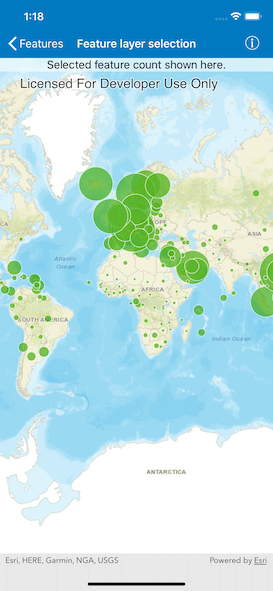 1:18
Features
Feature layer selection
Selected feature count shown here.
Licensed For Developer Use Only
ASIA
Atlantic
Ocean
AFRICA
Indian Ocean
SOUTH AMERICA
ANTARCTICA
Esri, HERE, Garmin, NGA, USGS
Powered by Esri